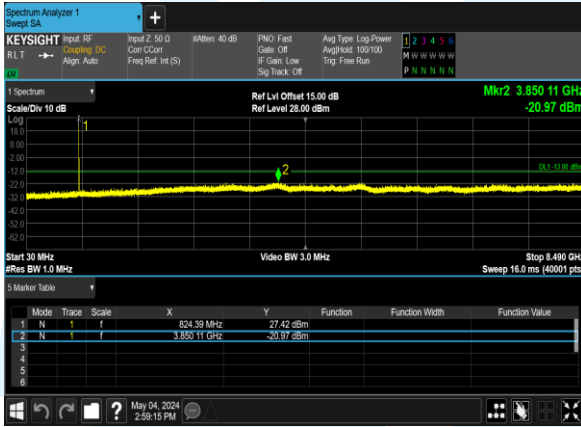 Spectrum Analyzer 1
Swept SA
KEYSIGHT
RLT
LV
Input: RF
Coupling: DC
Align: Auto
Input Z: 50 Ω
Corr CCorr
Freq Ref: Int (S)
#Atten: 40 dB
PNO: Fast
Gate: Off
IF Gain: Low
Sig Track: Off
Avg Type: Log-Power
Avg|Hold: 100/100
Trig: Free Run
1 2 3 4 5 6
M W W W W W
P N N N N N
1 Spectrum
Scale/Div 10 dB
Ref Lvl Offset 15.00 dB
Ref Level 28.00 dBm
Mkr2 3.850 11 GHz
-20.97 dBm
Log
18.0
8.00
-2.00
-12.0
-22.0
-32.0
-42.0
-52.0
-62.0
1
2
DL1 -13.00 dBm
Start 30 MHz
#Res BW 1.0 MHz
Video BW 3.0 MHz
Stop 8.490 GHz
Sweep 16.0 ms (40001 pts)
5 Marker Table
Mode Trace Scale X Y Function Function Width Function Value
1 N 1 f 824.39 MHz 27.42 dBm
2 N 1 f 3.850 11 GHz -20.97 dBm
3
4
5
6
?
May 04, 2024
2:59:15 PM